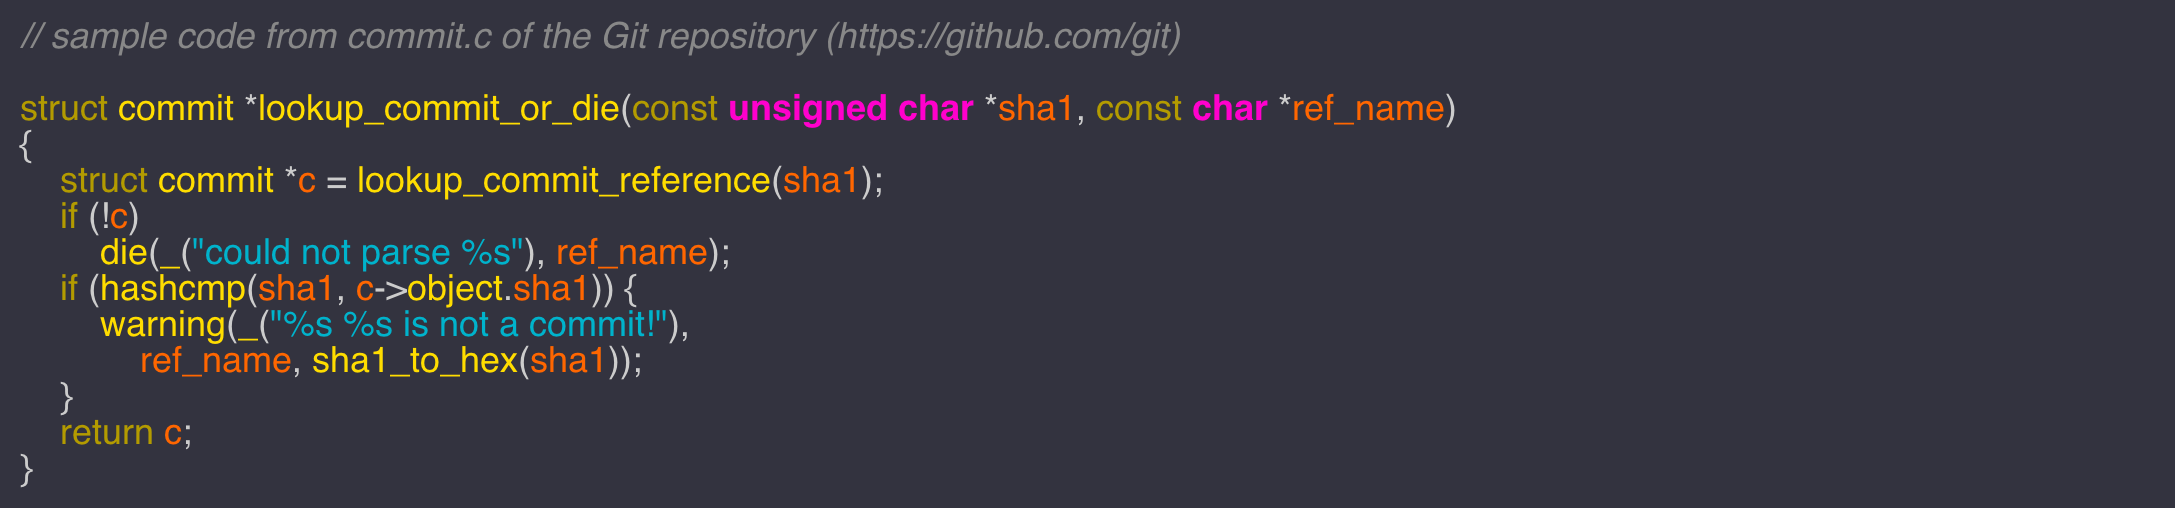 // sample code from commit.c of the Git repository (https://github.com/git)

struct commit *lookup_commit_or_die(const unsigned char *sha1, const char *ref_name)
{
    struct commit *c = lookup_commit_reference(sha1);
    if (!c)
        die(_("could not parse %s"), ref_name);
    if (hashcmp(sha1, c->object.sha1)) {
        warning(_("%s %s is not a commit!"),
            ref_name, sha1_to_hex(sha1));
    }
    return c;
}